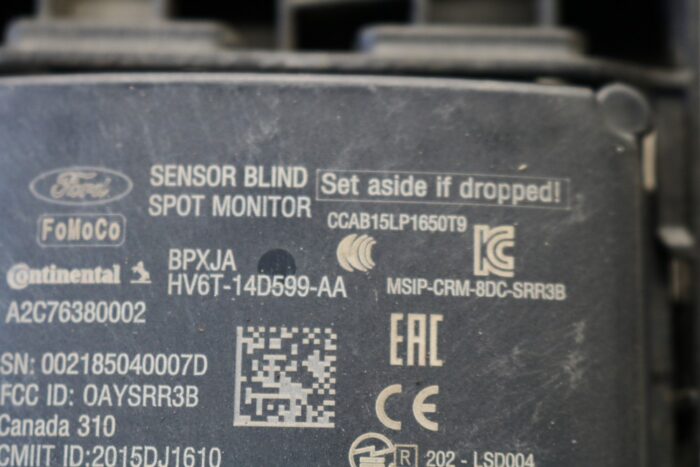 Ford
SENSOR BLIND
SPOT MONITOR
Set aside if dropped!
FoMoCo
CCAB15LP1650T9
Continental
BPXJA
HV6T-14D599-AA
MSIP-CRM-8DC-SRR3B
A2C76380002
EAC
SN: 002185040007D
FCC ID: OAYSRR3B
CE
Canada 310
CMIIT ID:2015DJ1610
R 202 - LSD004